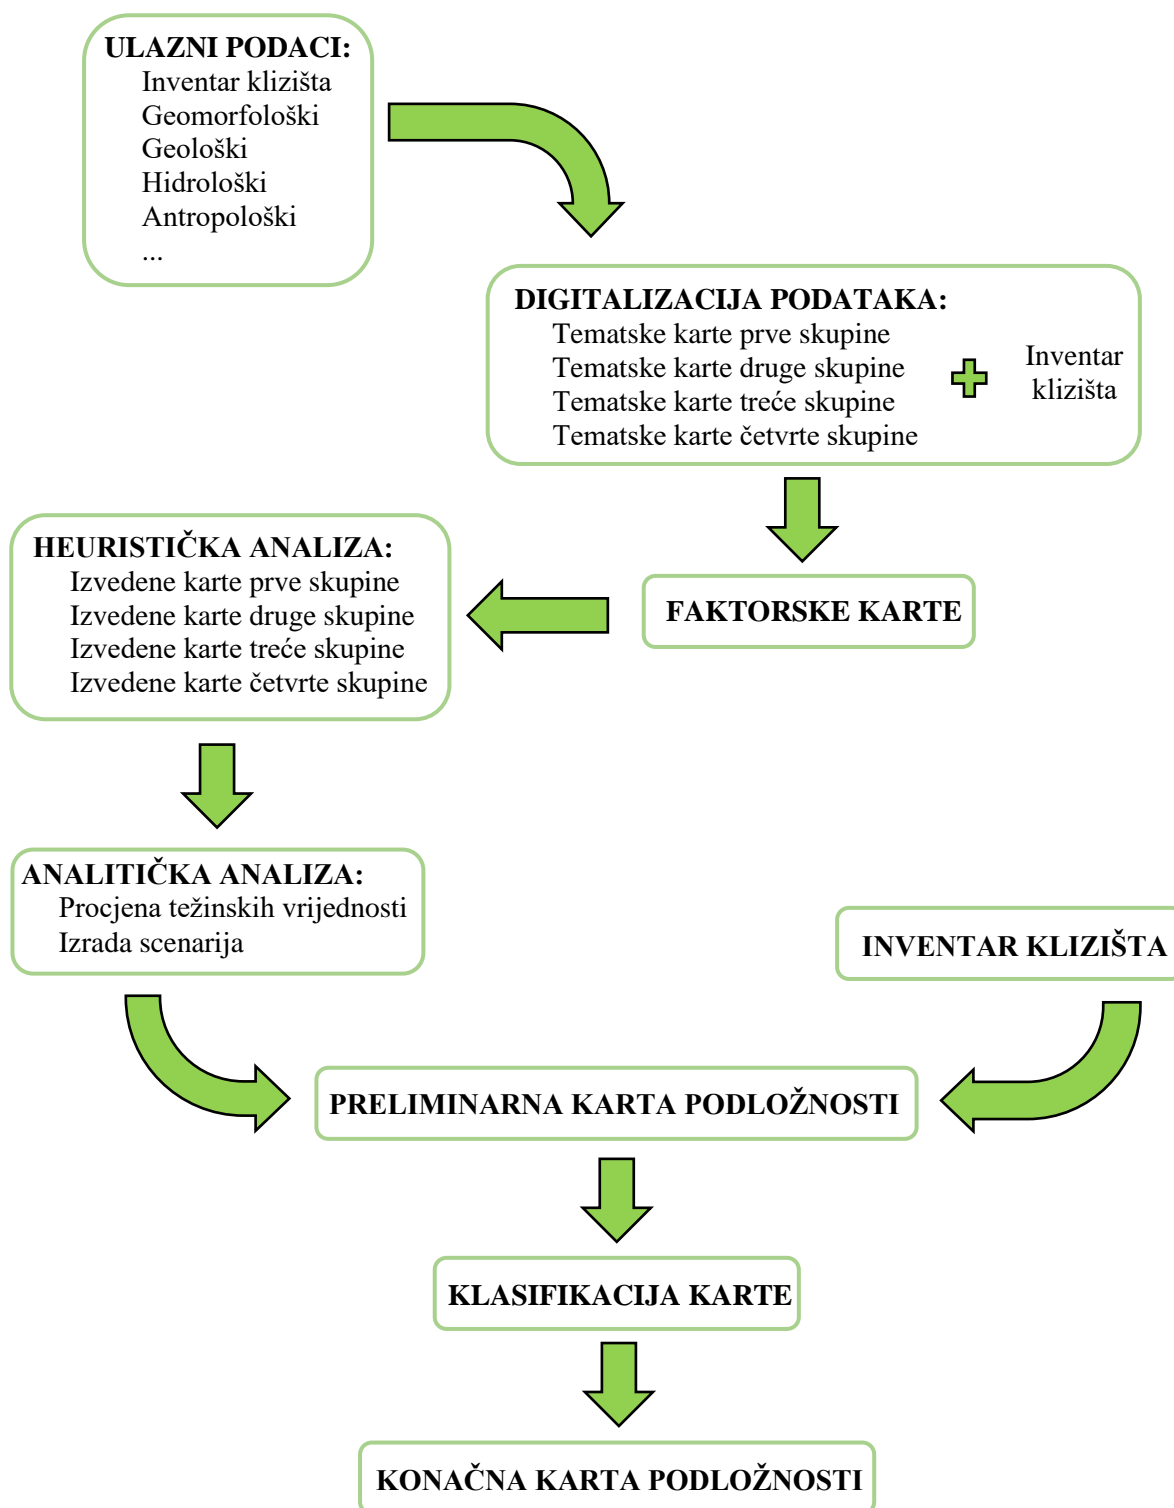 ULAZNI PODACI:
Inventar klizišta
Geomorfološki
Geološki
Hidrološki
Antropološki
...
DIGITALIZACIJA PODATAKA:
Tematske karte prve skupine
Tematske karte druge skupine
Tematske karte treće skupine
Tematske karte četvrte skupine
Inventar
klizišta
FAKTORSKE KARTE
HEURISTIČKA ANALIZA:
Izvedene karte prve skupine
Izvedene karte druge skupine
Izvedene karte treće skupine
Izvedene karte četvrte skupine
ANALITIČKA ANALIZA:
Procjena težinskih vrijednosti
Izrada scenarija
INVENTAR KLIZIŠTA
PRELIMINARNA KARTA PODLOŽNOSTI
KLASIFIKACIJA KARTE
KONAČNA KARTA PODLOŽNOSTI